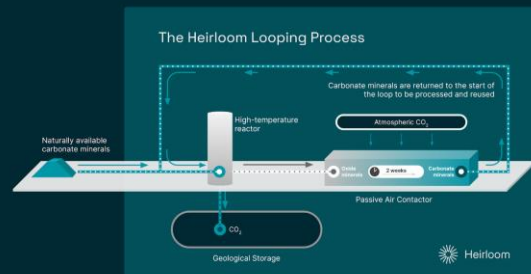 The Heirloom Looping Process
Carbonate minerals are returned to the start of
the loop to be processed and reused
High-temperature
reactor
Atmospheric CO₂
Naturally available
carbonate minerals
Oxide
minerals
2 weeks
Carbonate
minerals
Passive Air Contactor
CO₂
Geological Storage
Heirloom